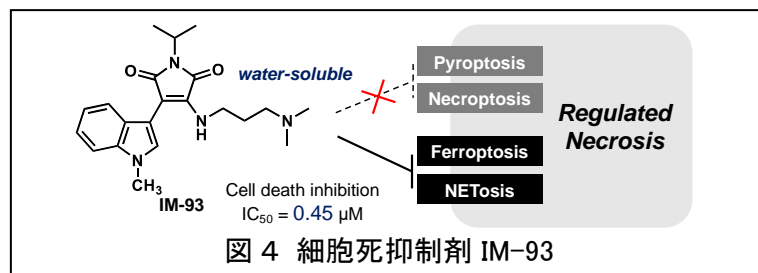 N
O
O
water-soluble
N
H
N
N
CH₃
IM-93
Cell death inhibition
IC₅₀ = 0.45 μM
Pyroptosis
Necroptosis
Ferroptosis
NETosis
Regulated
Necrosis
図 4 細胞死抑制剤 IM-93